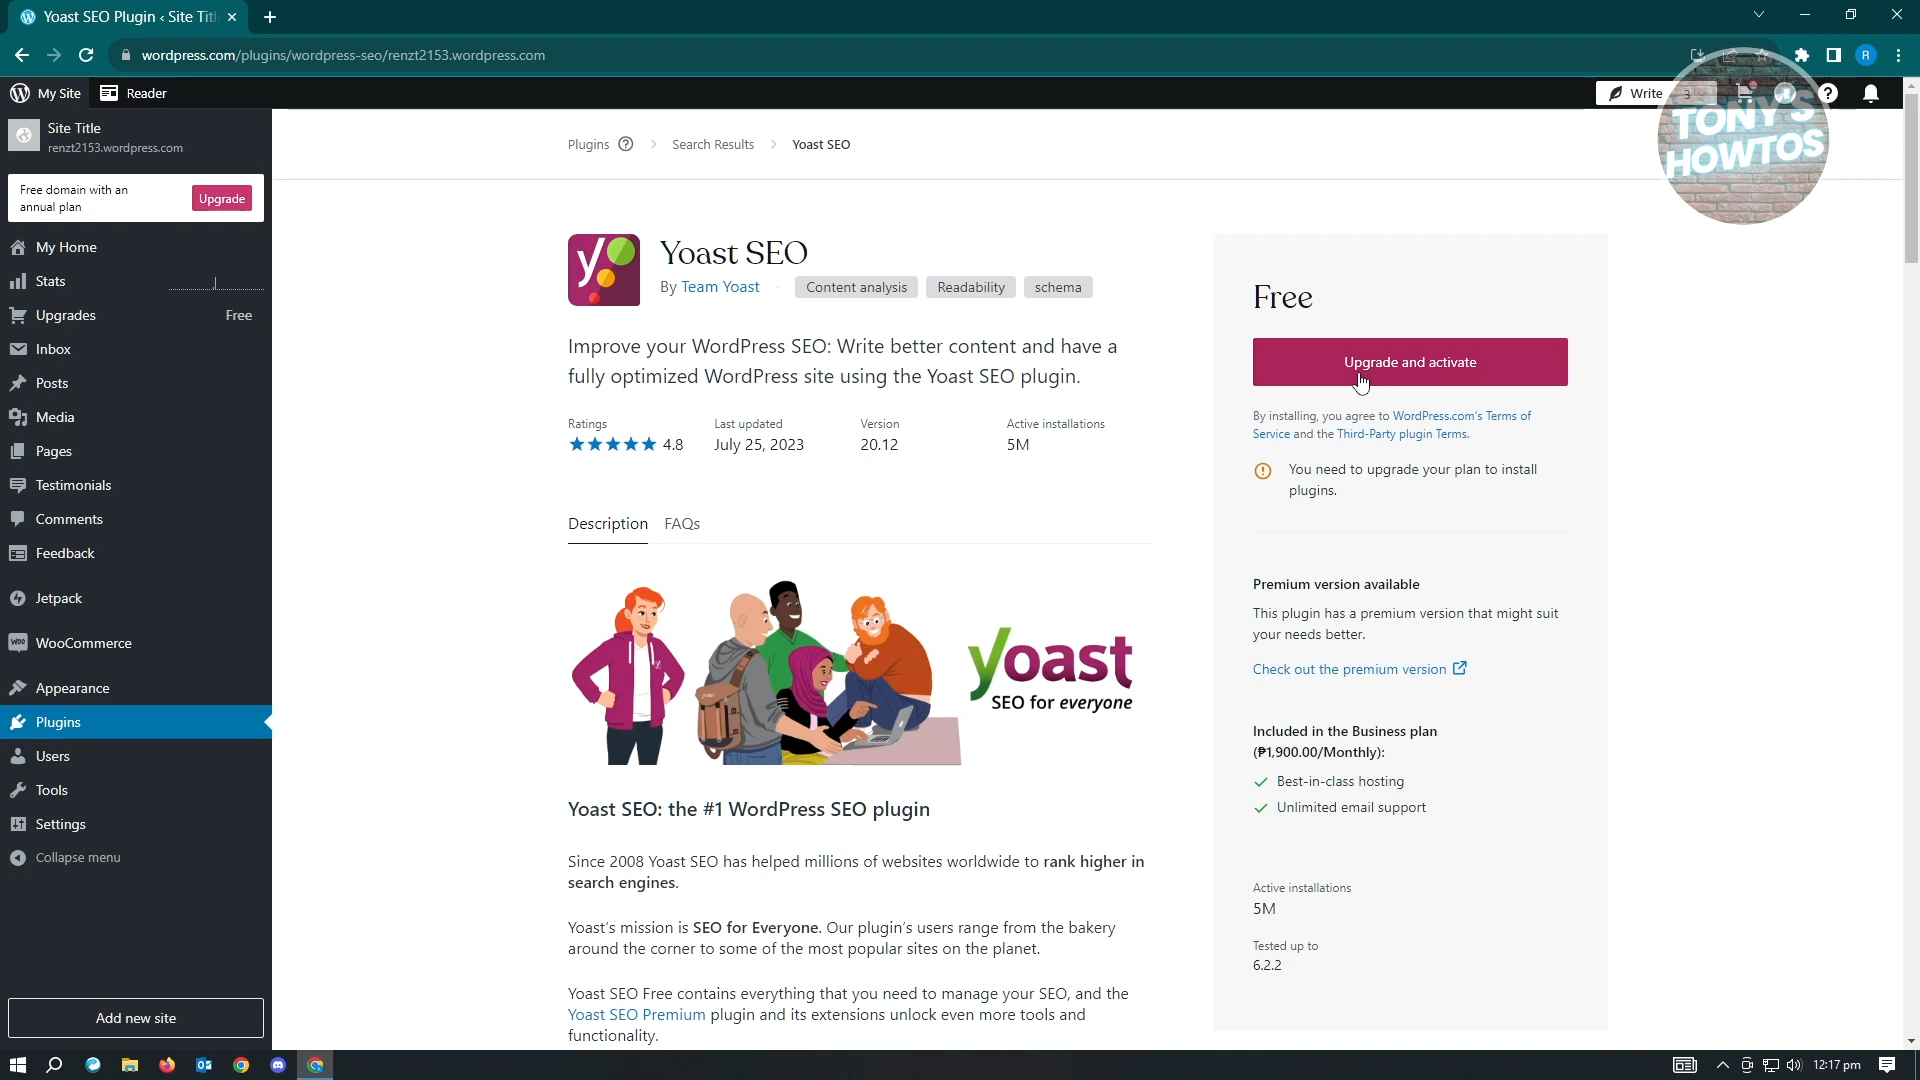 Yoast SEO Plugin ‹ Site Titl
wordpress.com/plugins/wordpress-seo/renzt2153.wordpress.com
R
My Site
Reader
Write
3
TONY'S
HOWTOS
Site Title
renzt2153.wordpress.com
Free domain with an
annual plan
Upgrade
My Home
Stats
Upgrades
Free
Inbox
Posts
Media
Pages
Testimonials
Comments
Feedback
Jetpack
WOO
WooCommerce
Appearance
Plugins
Users
Tools
Settings
Collapse menu
Add new site
Plugins
Search Results
Yoast SEO
y
Yoast SEO
By Team Yoast
·
Content analysis
Readability
schema
Improve your WordPress SEO: Write better content and have a
fully optimized WordPress site using the Yoast SEO plugin.
Ratings
4.8
Last updated
July 25, 2023
Version
20.12
Active installations
5M
Description
FAQs
yoast
SEO for everyone
Yoast SEO: the #1 WordPress SEO plugin
Since 2008 Yoast SEO has helped millions of websites worldwide to rank higher in
search engines.
Yoast's mission is SEO for Everyone. Our plugin's users range from the bakery
around the corner to some of the most popular sites on the planet.
Yoast SEO Free contains everything that you need to manage your SEO, and the
Yoast SEO Premium plugin and its extensions unlock even more tools and
functionality.
Free
Upgrade and activate
By installing, you agree to WordPress.com's Terms of
Service and the Third-Party plugin Terms.
You need to upgrade your plan to install
plugins.
Premium version available
This plugin has a premium version that might suit
your needs better.
Check out the premium version
Included in the Business plan
(₱1,900.00/Monthly):
Best-in-class hosting
Unlimited email support
Active installations
5M
Tested up to
6.2.2
12:17 pm